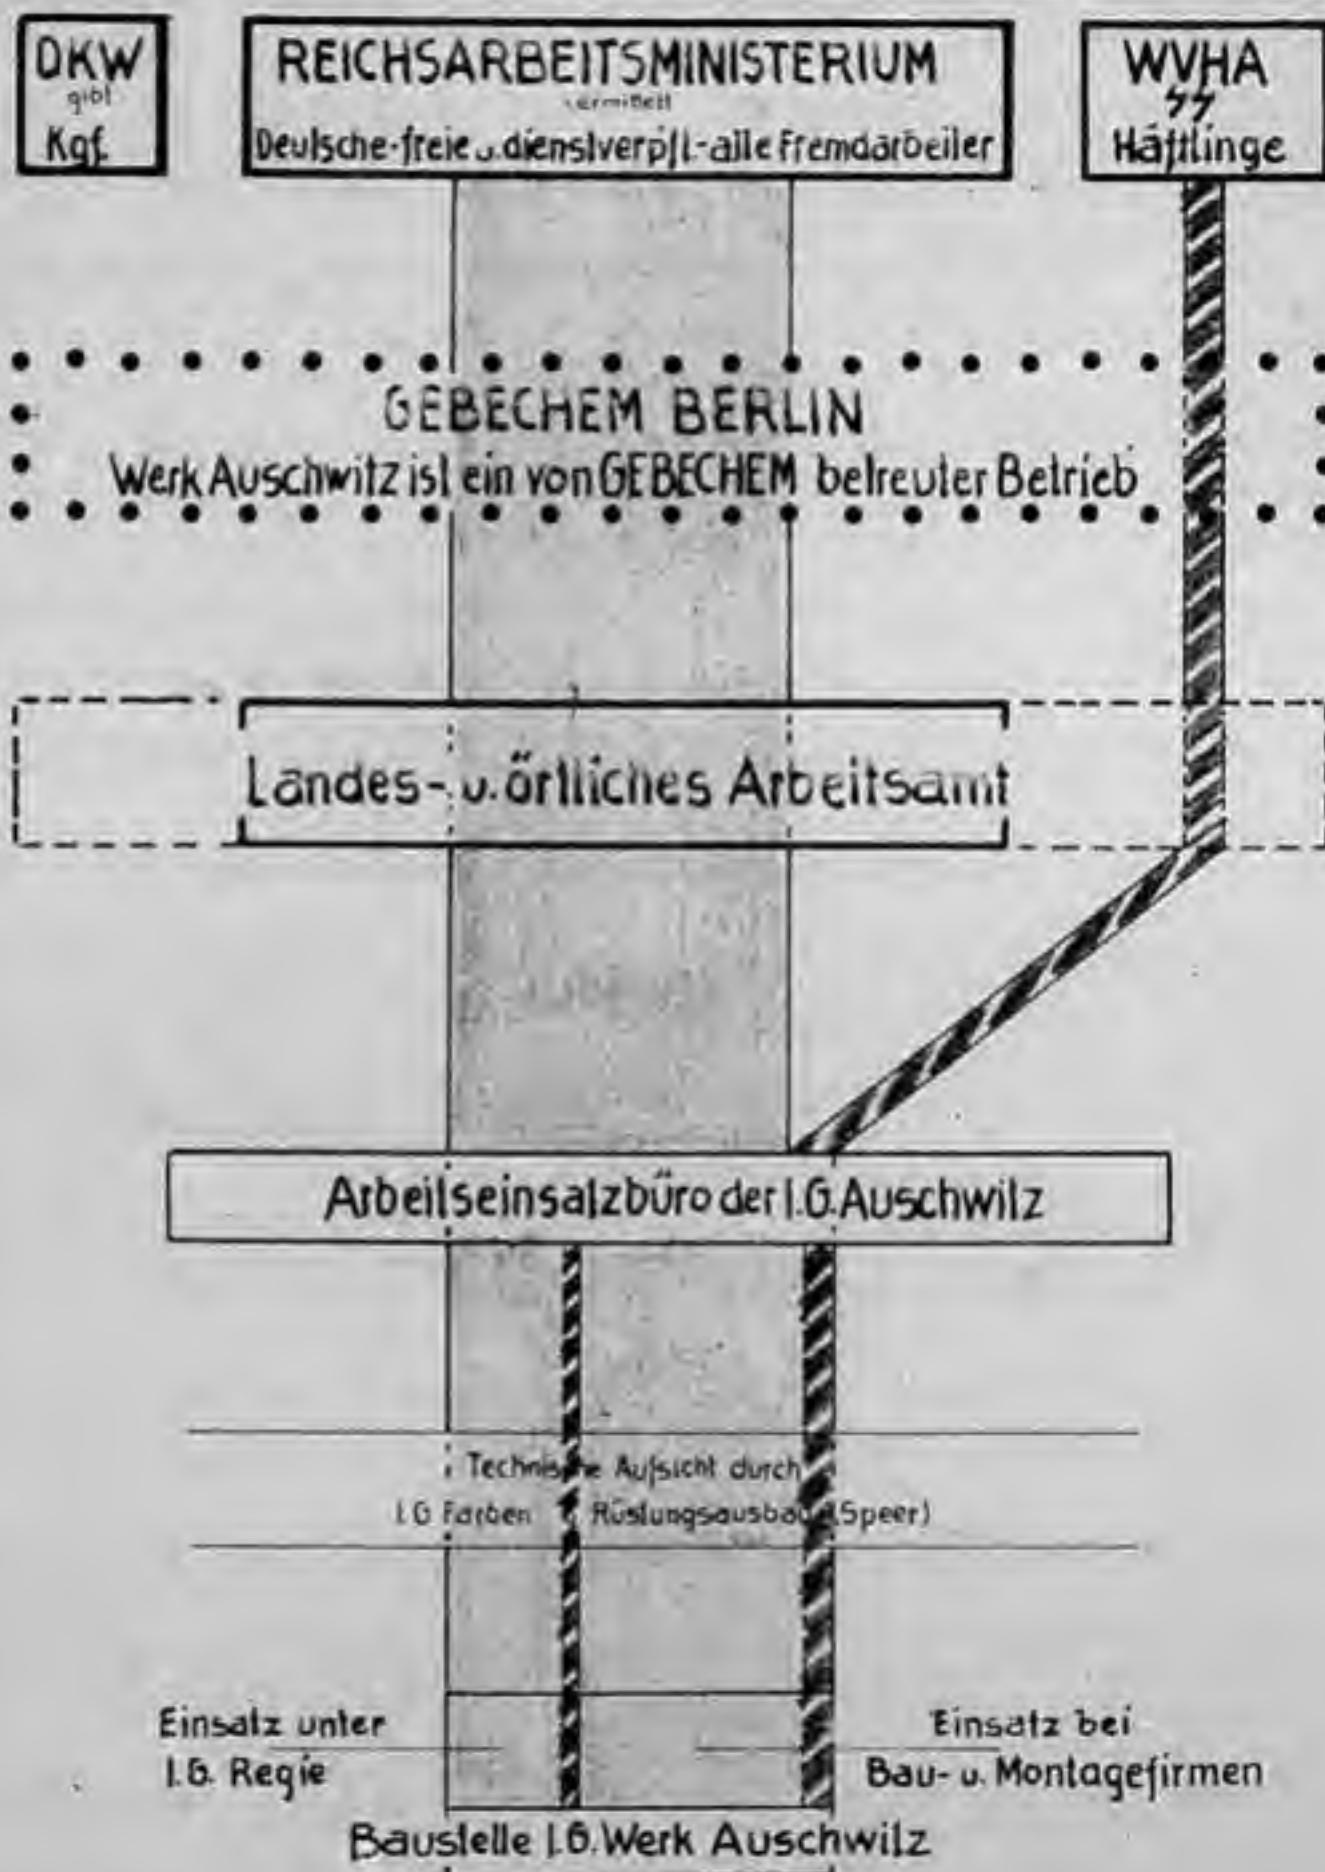 OKW
gibt
Kgf.
REICHSARBEITSMINISTERIUM
vermittelt
Deutsche-freie u. dienstverpfl.-alle Fremdarbeiter
WVHA
SS
Häftlinge
GEBECHEM BERLIN
Werk Auschwitz ist ein von GEBECHEM betreuter Betrieb
Landes- u. örtliches Arbeitsamt
Arbeitseinsatzbüro der I.G. Auschwitz
Technische Aufsicht durch
I.G Farben Rüstungsausbau (Speer)
Einsatz unter
I.G. Regie
Einsatz bei
Bau- u. Montagefirmen
Baustelle I.G. Werk Auschwitz